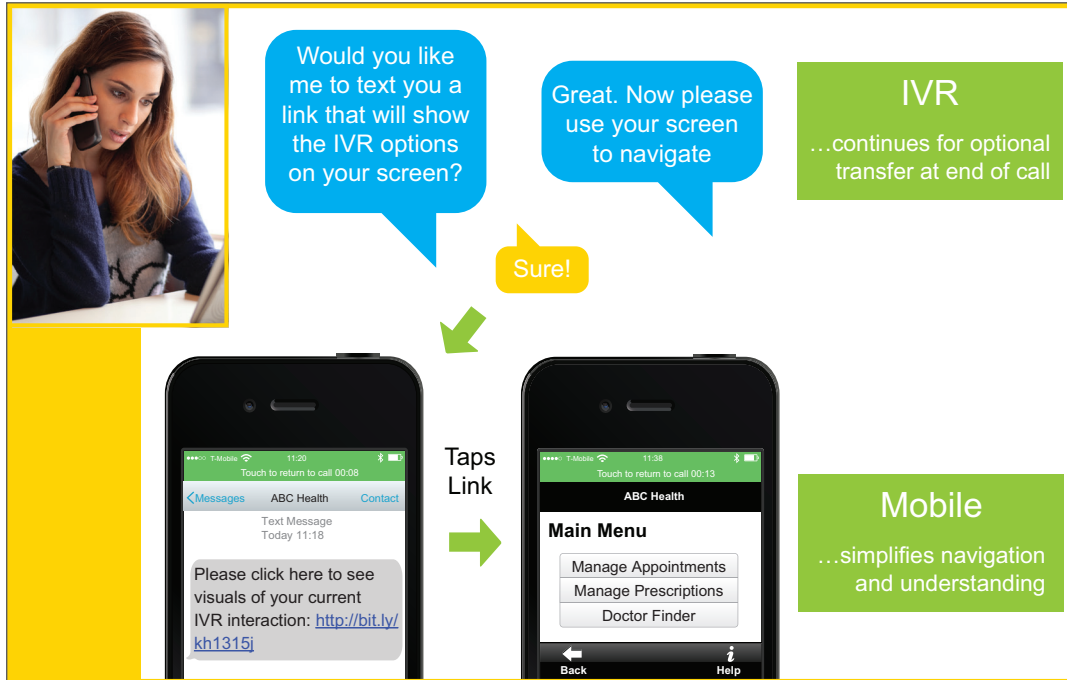 Would you like
me to text you a
link that will show
the IVR options
on your screen?
Great. Now please
use your screen
to navigate
IVR
…continues for optional
transfer at end of call
Sure!
T-Mobile 11:20
Touch to return to call 00:08
Messages ABC Health Contact
Text Message
Today 11:18
Please click here to see
visuals of your current
IVR interaction: http://bit.ly/
kh1315j
Taps
Link
T-Mobile 11:38
Touch to return to call 00:13
ABC Health
Main Menu
Manage Appointments
Manage Prescriptions
Doctor Finder
Back Help
Mobile
…simplifies navigation
and understanding